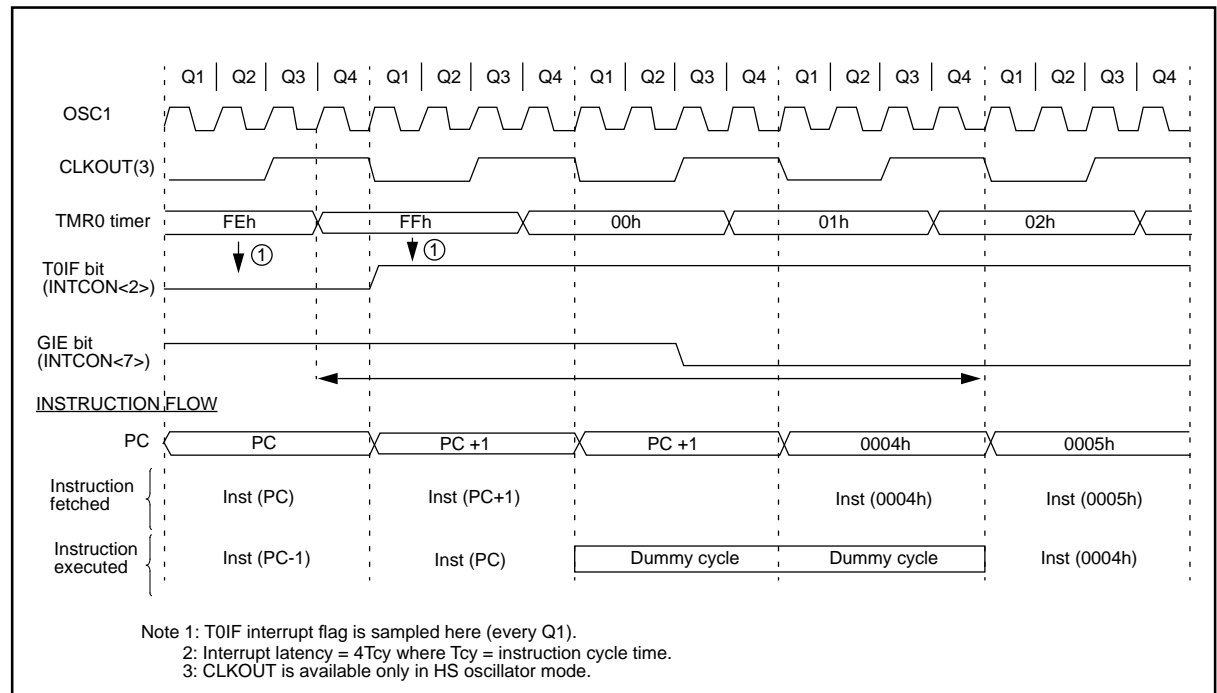 Q1 Q2 Q3 Q4 Q1 Q2 Q3 Q4 Q1 Q2 Q3 Q4 Q1 Q2 Q3 Q4 Q1 Q2 Q3 Q4
OSC1
CLKOUT(3)
TMR0 timer FEh FFh 00h 01h 02h
1 1
T0IF bit
(INTCON<2>)
GIE bit
(INTCON<7>)
INSTRUCTION FLOW
PC PC PC +1 PC +1 0004h 0005h
Instruction
fetched
Inst (PC) Inst (PC+1) Inst (0004h) Inst (0005h)
Instruction
executed
Inst (PC-1) Inst (PC) Dummy cycle Dummy cycle Inst (0004h)
Note 1: T0IF interrupt flag is sampled here (every Q1).
2: Interrupt latency = 4Tcy where Tcy = instruction cycle time.
3: CLKOUT is available only in HS oscillator mode.